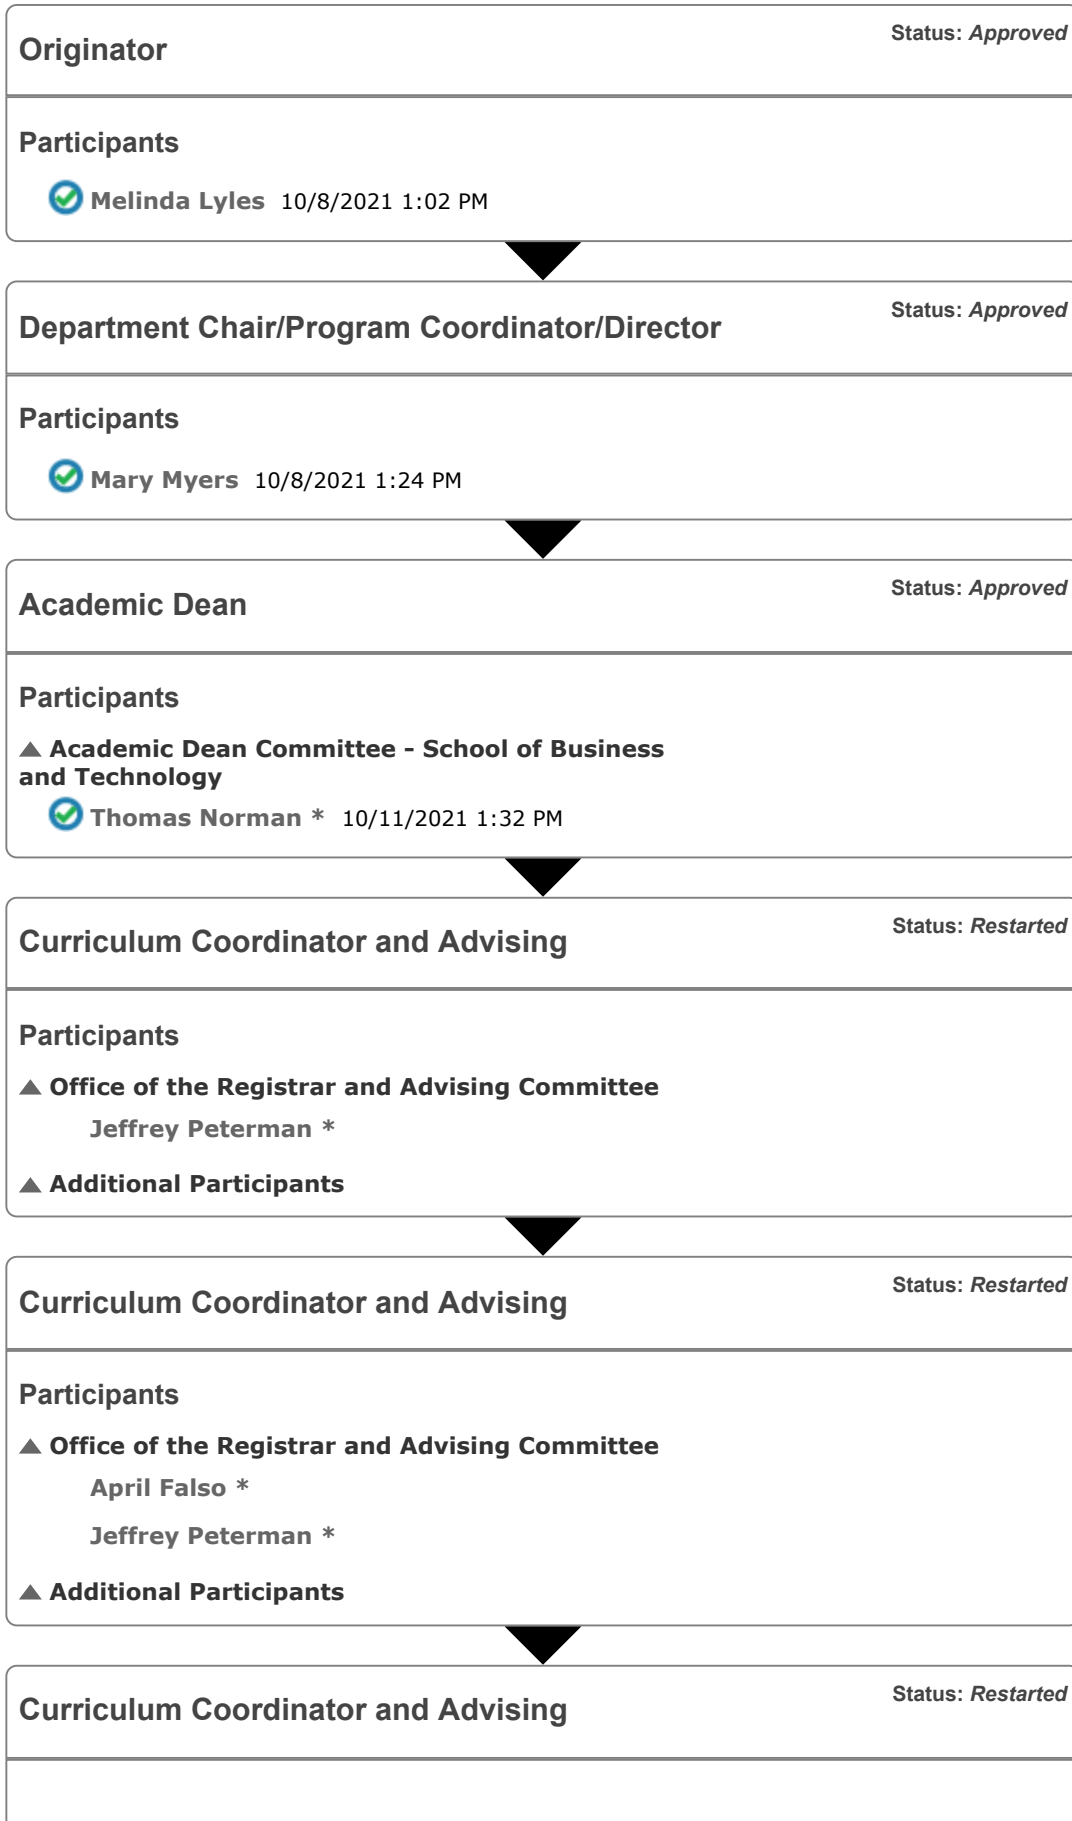 Originator
Status: Approved
Participants
Melinda Lyles 10/8/2021 1:02 PM
Department Chair/Program Coordinator/Director
Status: Approved
Participants
Mary Myers 10/8/2021 1:24 PM
Academic Dean
Status: Approved
Participants
Academic Dean Committee - School of Business
and Technology
Thomas Norman * 10/11/2021 1:32 PM
Curriculum Coordinator and Advising
Status: Restarted
Participants
Office of the Registrar and Advising Committee
Jeffrey Peterman *
Additional Participants
Curriculum Coordinator and Advising
Status: Restarted
Participants
Office of the Registrar and Advising Committee
April Falso *
Jeffrey Peterman *
Additional Participants
Curriculum Coordinator and Advising
Status: Restarted